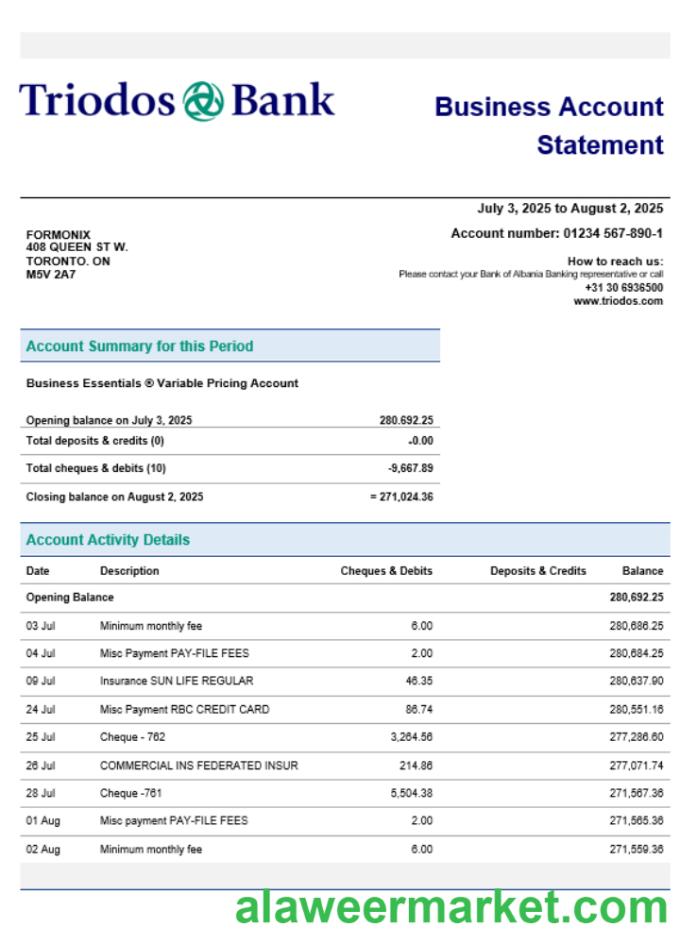 Triodos Bank
Business Account
Statement
July 3, 2025 to August 2, 2025
Account number: 01234 567-890-1
FORMONIX
408 QUEEN ST W.
TORONTO. ON
M5V 2A7
How to reach us:
Please contact your Bank of Albania Banking representative or call
+31 30 6936500
www.triodos.com
Account Summary for this Period
Business Essentials ® Variable Pricing Account
Opening balance on July 3, 2025 280.692.25
Total deposits & credits (0) -0.00
Total cheques & debits (10) -9,667.89
Closing balance on August 2, 2025 = 271,024.36
Account Activity Details
Date Description Cheques & Debits Deposits & Credits Balance
Opening Balance 280,692.25
03 Jul Minimum monthly fee 6.00 280,686.25
04 Jul Misc Payment PAY-FILE FEES 2.00 280,684.25
09 Jul Insurance SUN LIFE REGULAR 46.35 280,637.90
24 Jul Misc Payment RBC CREDIT CARD 86.74 280,551.16
25 Jul Cheque - 762 3,264.56 277,286.60
26 Jul COMMERCIAL INS FEDERATED INSUR 214.86 277,071.74
28 Jul Cheque -761 5,504.38 271,567.36
01 Aug Misc payment PAY-FILE FEES 2.00 271,565.36
02 Aug Minimum monthly fee 6.00 271,559.36
alaweermarket.com